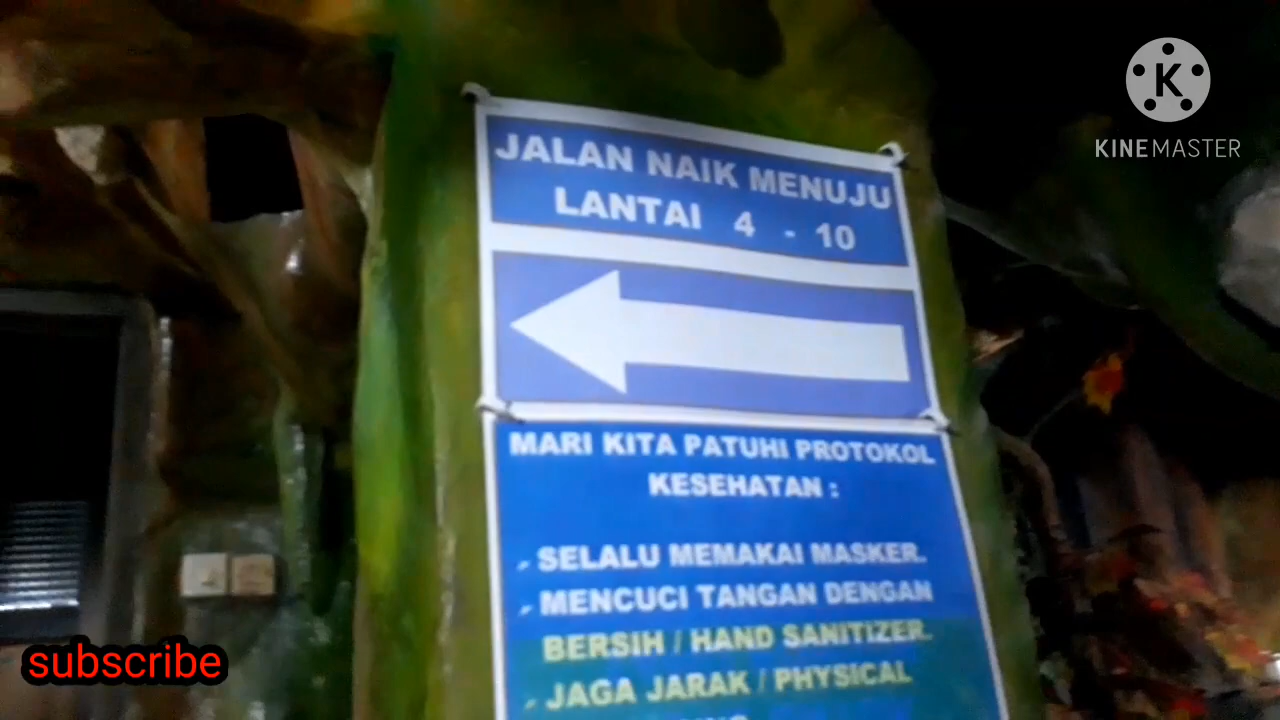 JALAN NAIK MENUJU
LANTAI 4 - 10
MARI KITA PATUHI PROTOKOL
KESEHATAN :
- SELALU MEMAKAI MASKER.
- MENCUCI TANGAN DENGAN
BERSIH / HAND SANITIZER.
- JAGA JARAK / PHYSICAL
K
KINEMASTER
subscribe